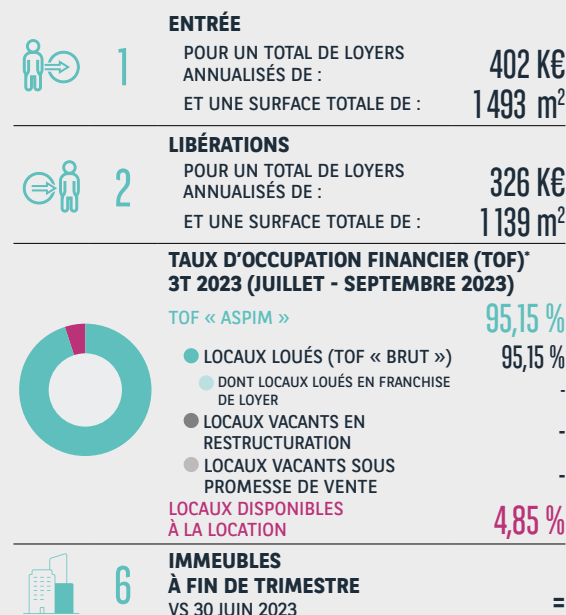 1
ENTRÉE
POUR UN TOTAL DE LOYERS
ANNUALISÉS DE :
402 K€
ET UNE SURFACE TOTALE DE :
1 493 m²
2
LIBÉRATIONS
POUR UN TOTAL DE LOYERS
ANNUALISÉS DE :
326 K€
ET UNE SURFACE TOTALE DE :
1 139 m²
TAUX D'OCCUPATION FINANCIER (TOF)*
3T 2023 (JUILLET - SEPTEMBRE 2023)
TOF « ASPIM »
95,15 %
LOCAUX LOUÉS (TOF « BRUT »)
95,15 %
DONT LOCAUX LOUÉS EN FRANCHISE
DE LOYER
-
LOCAUX VACANTS EN
RESTRUCTURATION
-
LOCAUX VACANTS SOUS
PROMESSE DE VENTE
-
LOCAUX DISPONIBLES
À LA LOCATION
4,85 %
6
IMMEUBLES
À FIN DE TRIMESTRE
VS 30 JUIN 2023
=